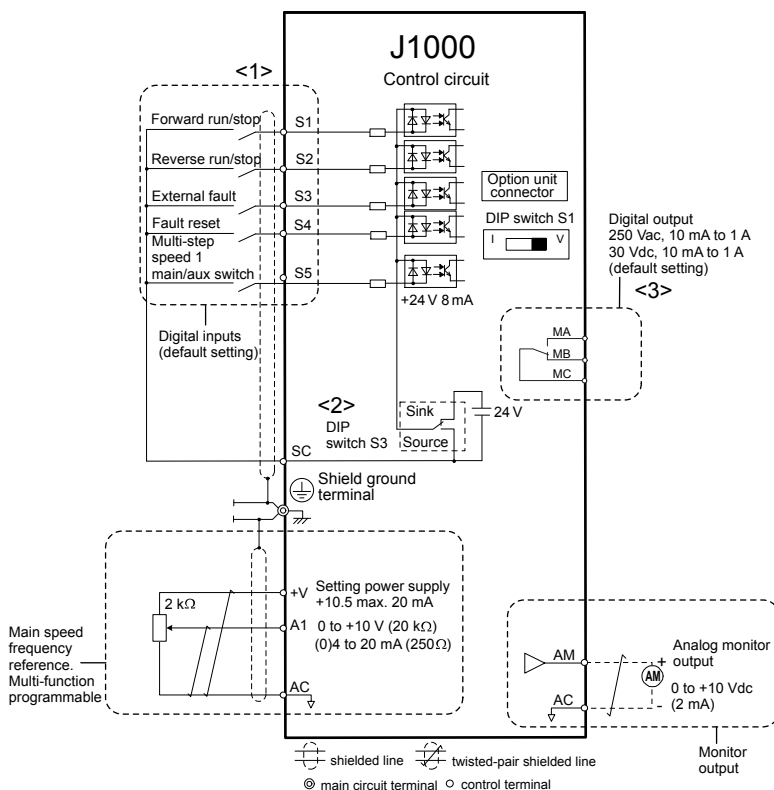 J1000
Control circuit
<1>
Forward run/stop
S1
Reverse run/stop
S2
External fault
S3
Fault reset
S4
Multi-step
speed 1
main/aux switch
S5
+24 V 8 mA
Option unit
connector
DIP switch S1
I
V
Digital output
250 Vac, 10 mA to 1 A
30 Vdc, 10 mA to 1 A
(default setting)
<3>
MA
MB
MC
Digital inputs
(default setting)
<2>
DIP
switch S3
Sink
Source
24 V
SC
Shield ground
terminal
+V
Setting power supply
+10.5 max. 20 mA
2 kΩ
A1
0 to +10 V (20 kΩ)
(0)4 to 20 mA (250Ω)
AC
Main speed
frequency
reference.
Multi-function
programmable
AM
+
AM
Analog monitor
output
0 to +10 Vdc
(2 mA)
AC
-
Monitor
output
shielded line
twisted-pair shielded line
main circuit terminal
control terminal